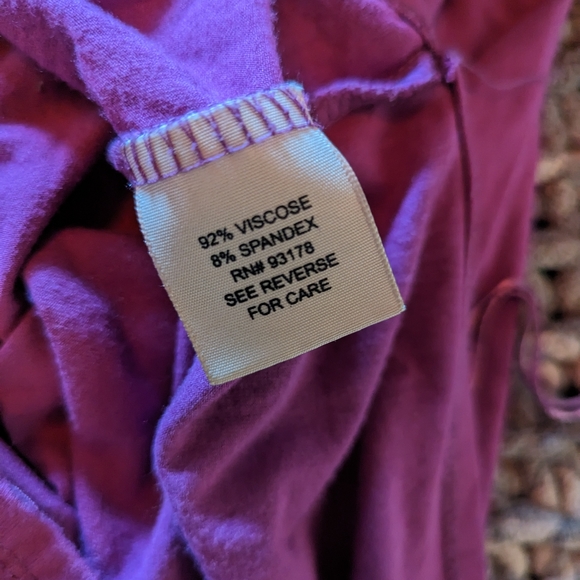 92% VISCOSE
8% SPANDEX
RN# 93178
SEE REVERSE
FOR CARE